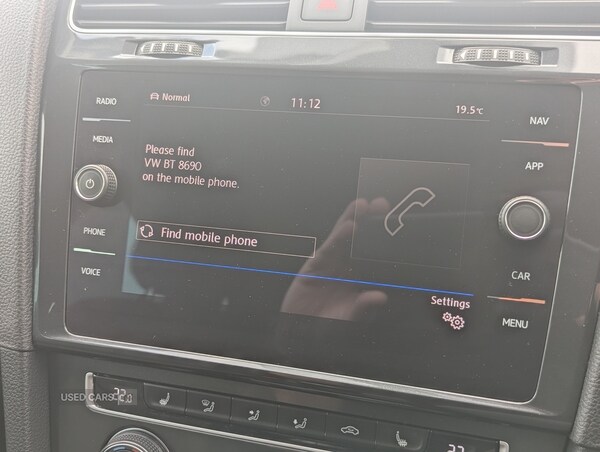 RADIO
MEDIA
PHONE
VOICE
Normal
11:12
19.5°C
Please find
VW BT 8690
on the mobile phone.
Find mobile phone
Settings
NAV
APP
CAR
MENU
USED CARS